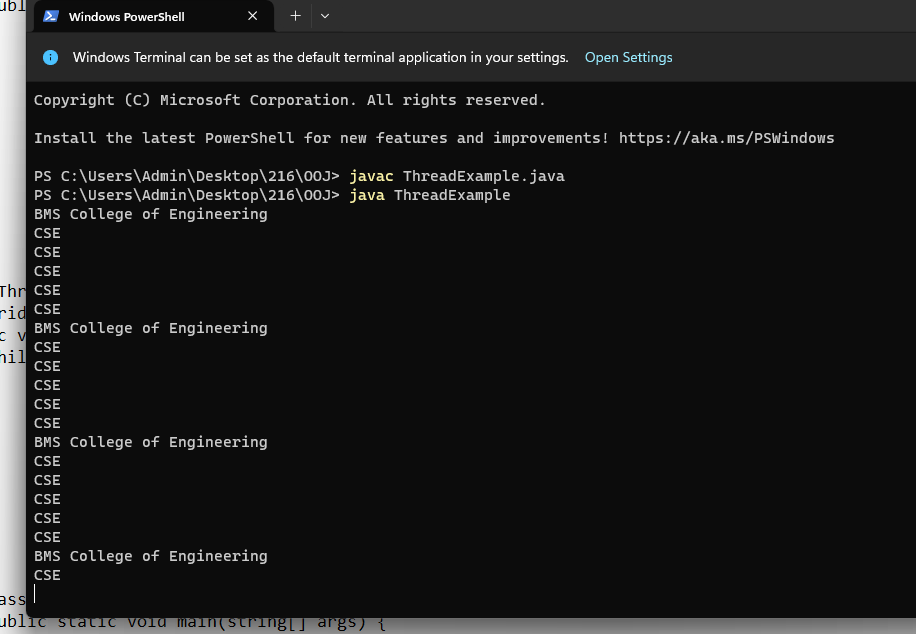 ubl
Windows PowerShell
Windows Terminal can be set as the default terminal application in your settings. Open Settings
Copyright (C) Microsoft Corporation. All rights reserved.
Install the latest PowerShell for new features and improvements! https://aka.ms/PSWindows
PS C:\Users\Admin\Desktop\216\OOJ> javac ThreadExample.java
PS C:\Users\Admin\Desktop\216\OOJ> java ThreadExample
BMS College of Engineering
CSE
CSE
CSE
Thr
CSE
rid
CSE
BMS College of Engineering
c v
CSE
hil
CSE
CSE
CSE
CSE
BMS College of Engineering
CSE
CSE
CSE
CSE
CSE
BMS College of Engineering
CSE
ass
ublic static void main(string[] args) {